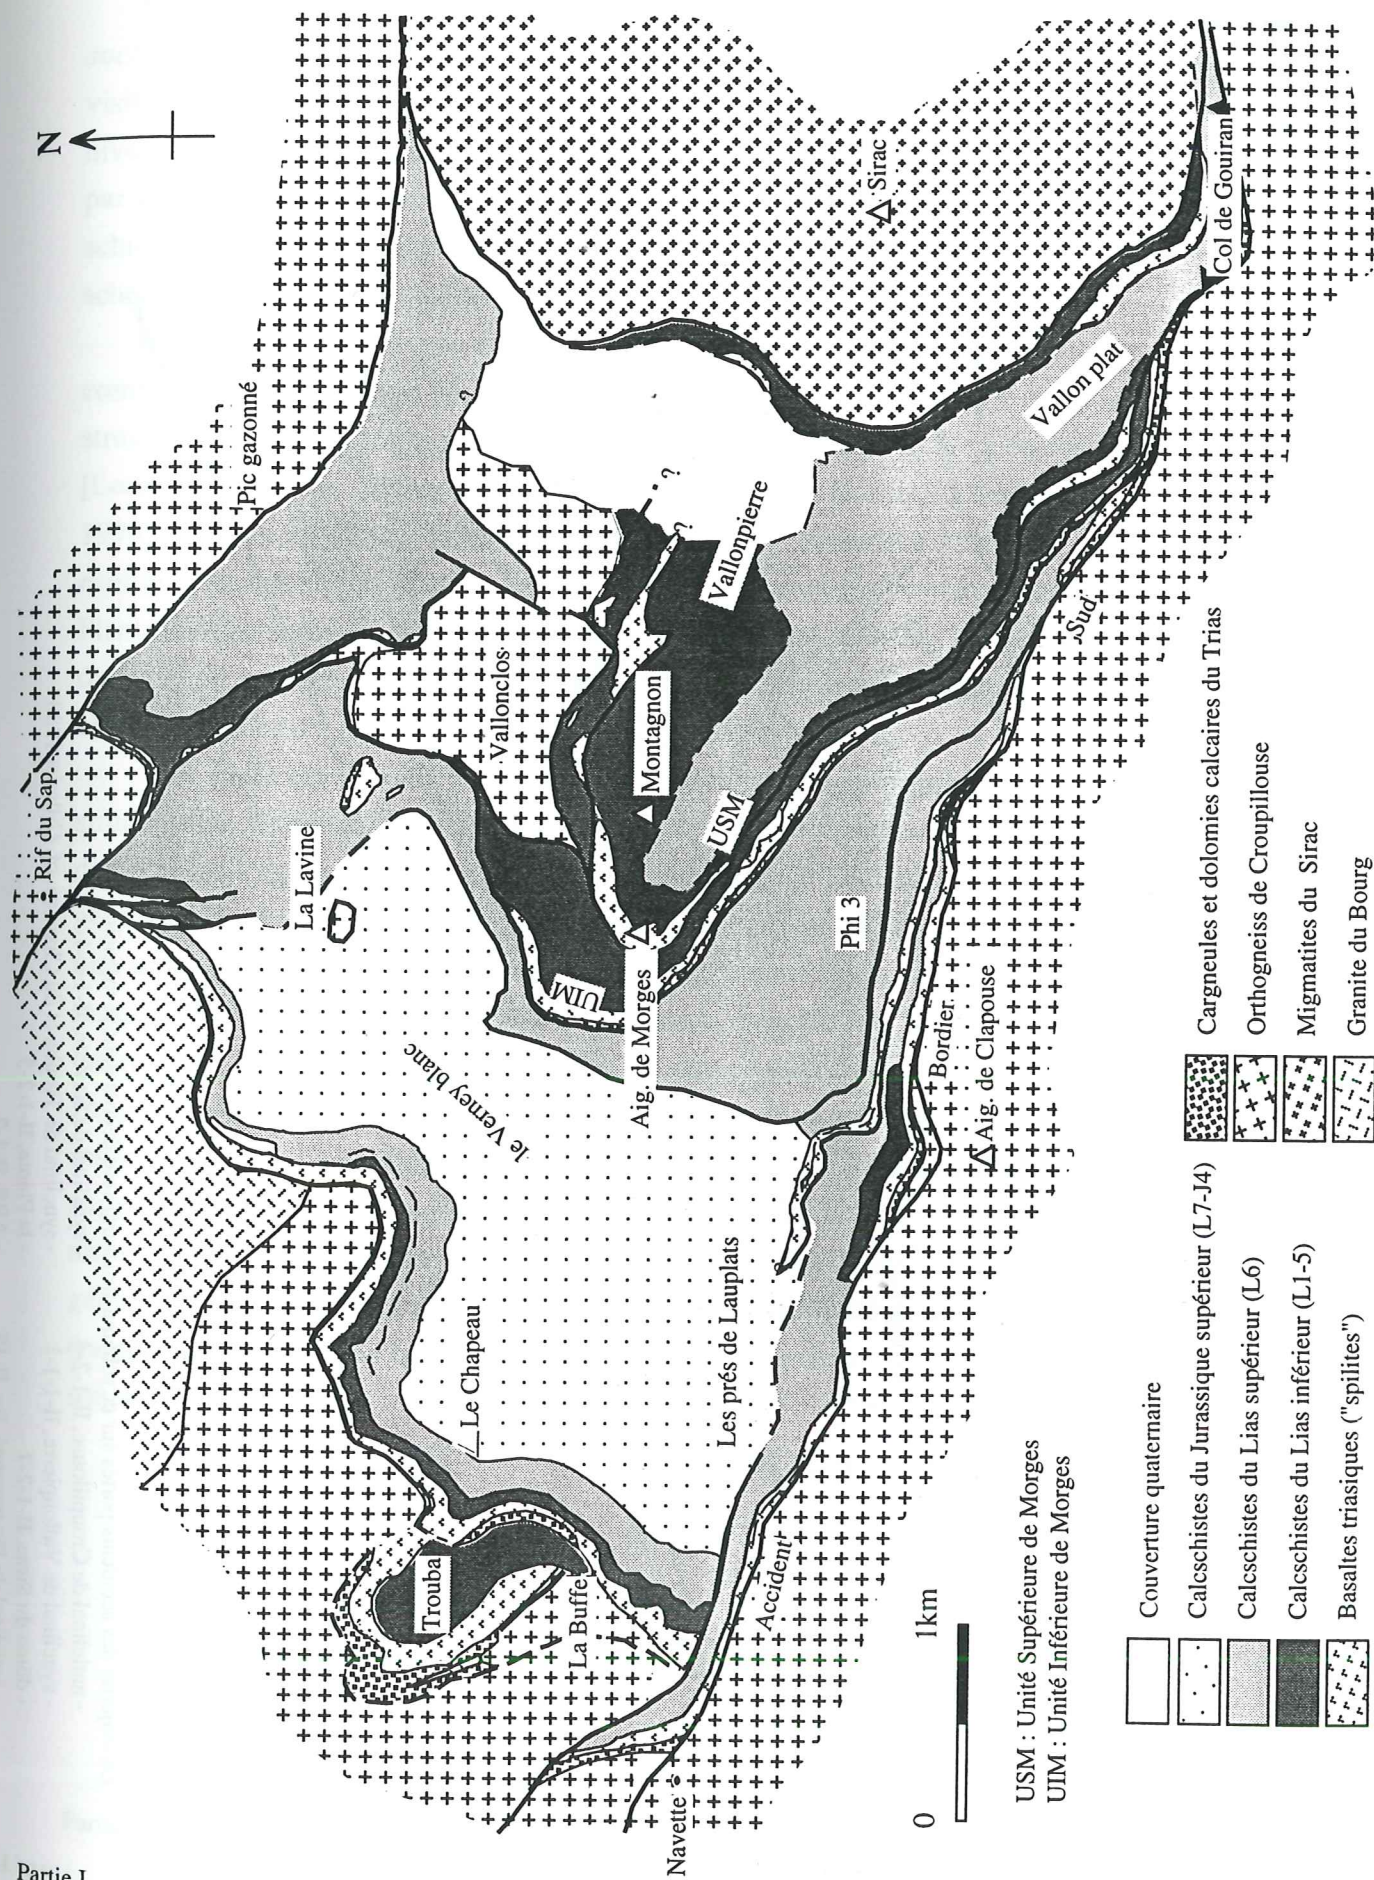 N
Pic gazonné
Rif du Sap
Sirac
Col de Gouiran
Vallon plat
Vallonpierre
Vallonclos
Montagnon
La Lavine
USM
UIM
Aig. de Morges
Phi 3
Sud
Bordier
Aig. de Clapouse
le Verney blanc
Le Chapeau
Les prés de Lauplats
Trouba
La Buffe
Accident
Navette
?
?
?
?
0 1km
USM : Unité Supérieure de Morges
UIM : Unité Inférieure de Morges
Couverture quaternaire
Calcschistes du Jurassique supérieur (L7-J4)
Calcschistes du Lias supérieur (L6)
Calcschistes du Lias inférieur (L1-5)
Basaltes triasiques ("spilites")
Cargneules et dolomies calcaires du Trias
Orthogneiss de Croupillouse
Migmatites du Sirac
Granite du Bourg
Partie I